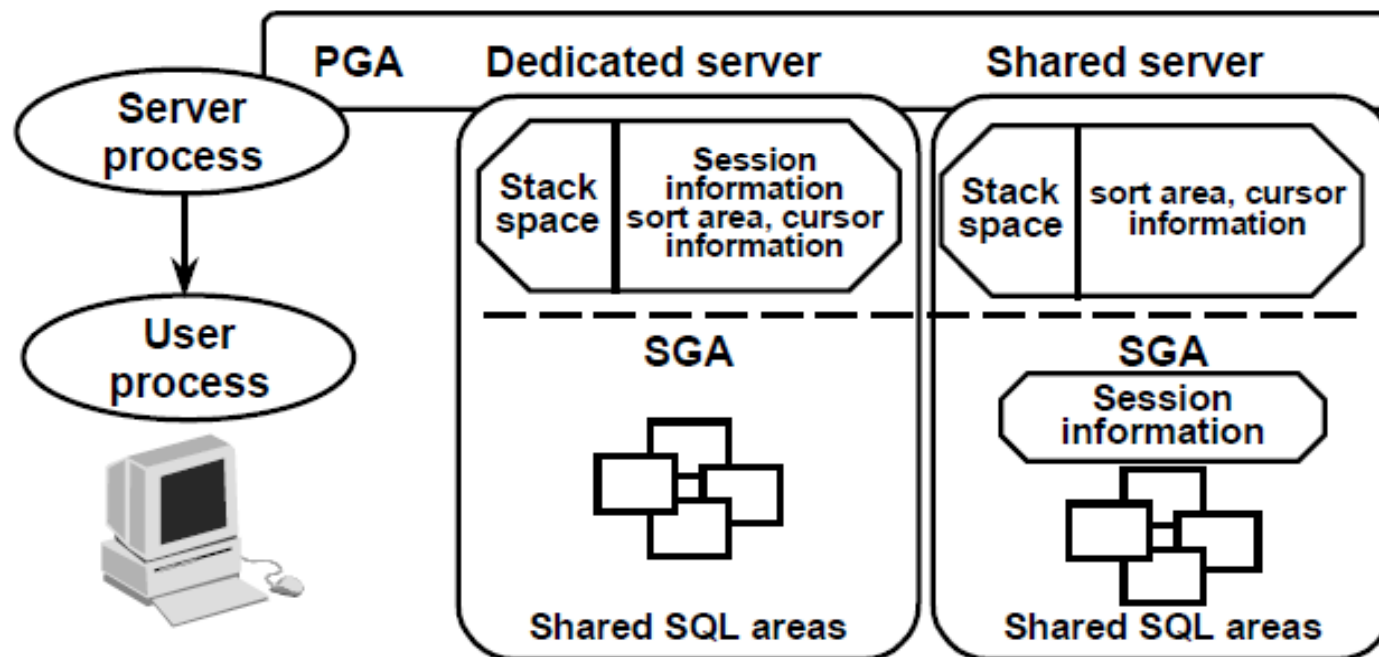 PGA Dedicated server Shared server
Server
process
Stack
space
Session
information
sort area, cursor
information
Stack
space
sort area, cursor
information
User
process
SGA
SGA
Session
information
Shared SQL areas
Shared SQL areas